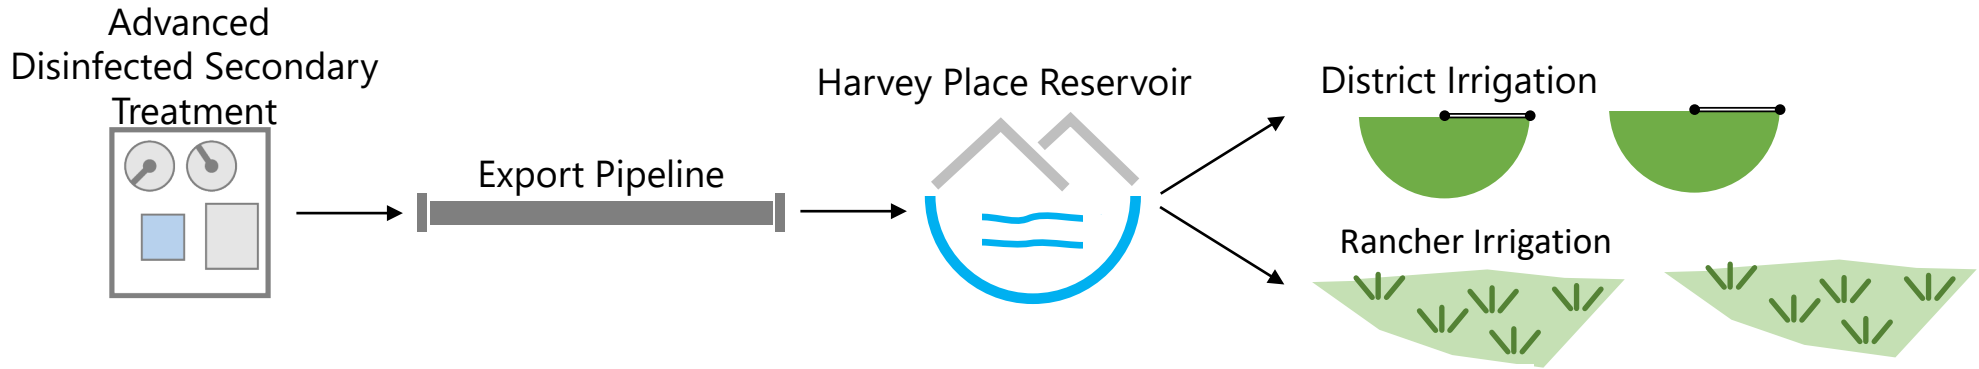 Advanced
Disinfected Secondary
Treatment
Export Pipeline
Harvey Place Reservoir
District Irrigation
Rancher Irrigation